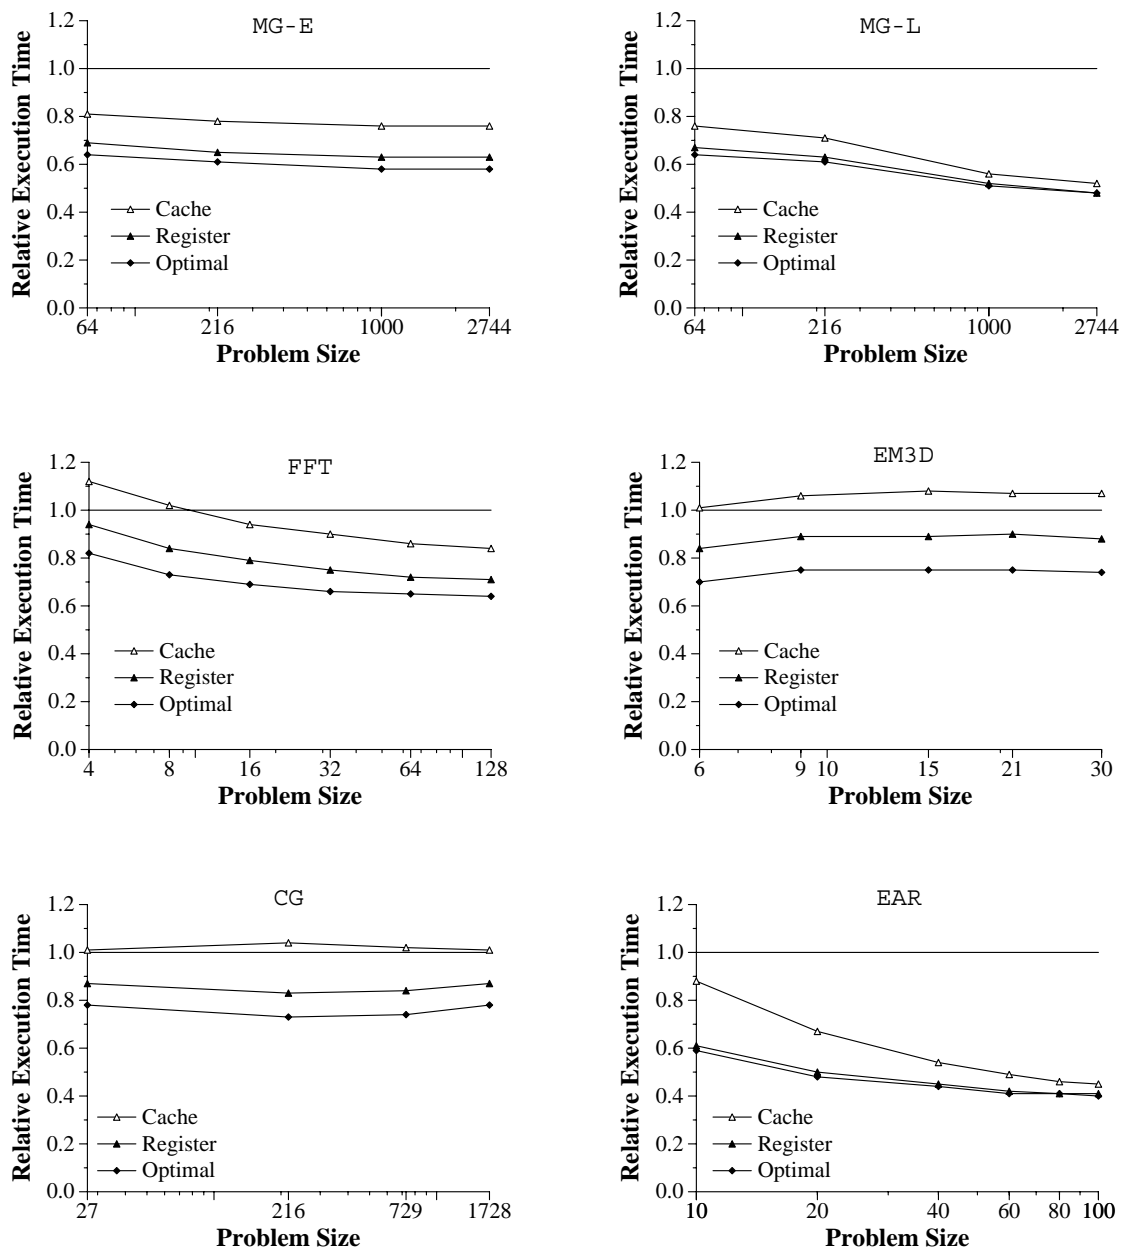 MG-E
Relative Execution Time
1.2
1.0
0.8
0.6
0.4
0.2
0.0
Cache
Register
Optimal
64 216 1000 2744
Problem Size
MG-L
Relative Execution Time
1.2
1.0
0.8
0.6
0.4
0.2
0.0
Cache
Register
Optimal
64 216 1000 2744
Problem Size
FFT
Relative Execution Time
1.2
1.0
0.8
0.6
0.4
0.2
0.0
Cache
Register
Optimal
4 8 16 32 64 128
Problem Size
EM3D
Relative Execution Time
1.2
1.0
0.8
0.6
0.4
0.2
0.0
Cache
Register
Optimal
6 9 10 15 21 30
Problem Size
CG
Relative Execution Time
1.2
1.0
0.8
0.6
0.4
0.2
0.0
Cache
Register
Optimal
27 216 729 1728
Problem Size
EAR
Relative Execution Time
1.2
1.0
0.8
0.6
0.4
0.2
0.0
Cache
Register
Optimal
10 20 40 60 80 100
Problem Size